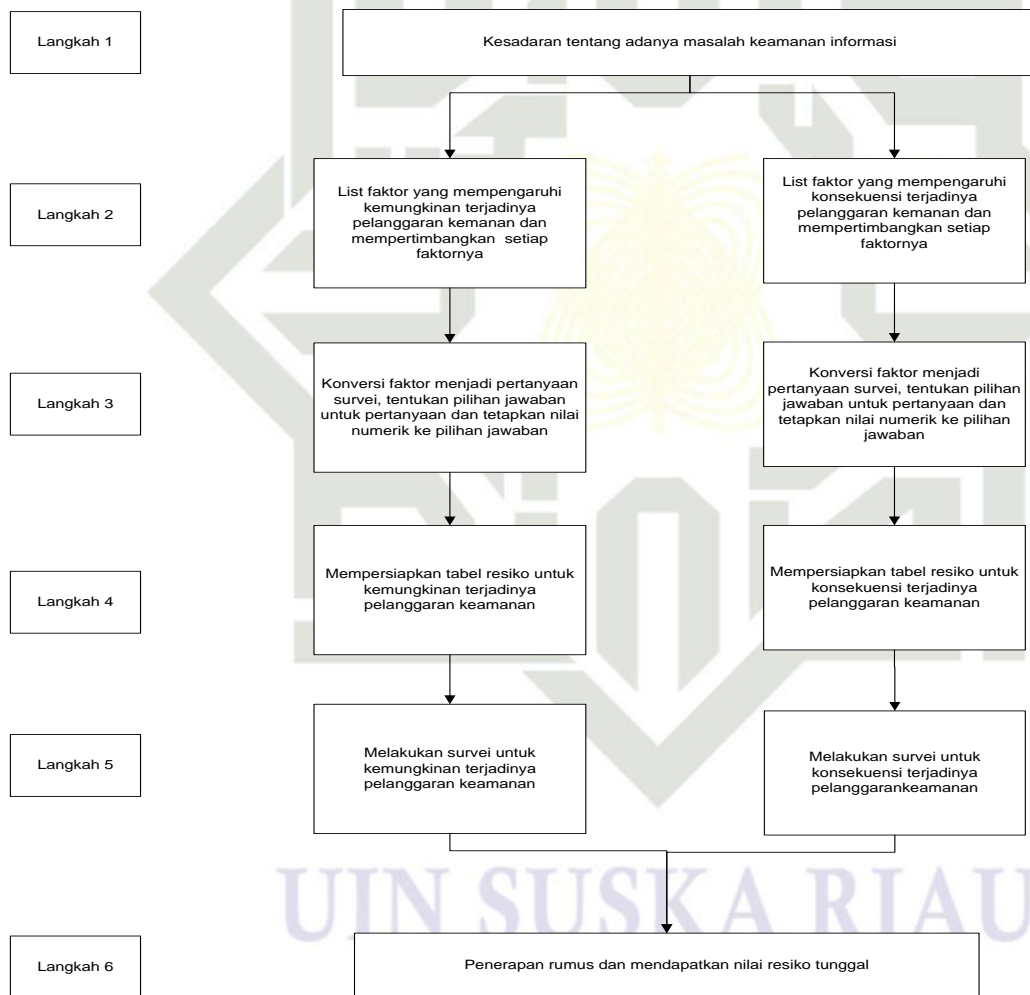 Langkah 1
Kesadaran tentang adanya masalah keamanan informasi
Langkah 2
List faktor yang mempengaruhi
kemungkinan terjadinya
pelanggaran kemanan dan
mempertimbangkan setiap
faktornya
List faktor yang mempengaruhi
konsekuensi terjadinya
pelanggaran kemanan dan
mempertimbangkan setiap
faktornya
Langkah 3
Konversi faktor menjadi pertanyaan
survei, tentukan pilihan jawaban
untuk pertanyaan dan tetapkan nilai
numerik ke pilihan jawaban
Konversi faktor menjadi
pertanyaan survei, tentukan pilihan
jawaban untuk pertanyaan dan
tetapkan nilai numerik ke pilihan
jawaban
Langkah 4
Mempersiapkan tabel resiko untuk
kemungkinan terjadinya
pelanggaran keamanan
Mempersiapkan tabel resiko untuk
konsekuensi terjadinya
pelanggaran keamanan
Langkah 5
Melakukan survei untuk
kemungkinan terjadinya
pelanggaran keamanan
Melakukan survei untuk
konsekuensi terjadinya
pelanggarankeamanan
UIN SUSKA RIAU
Langkah 6
Penerapan rumus dan mendapatkan nilai resiko tunggal